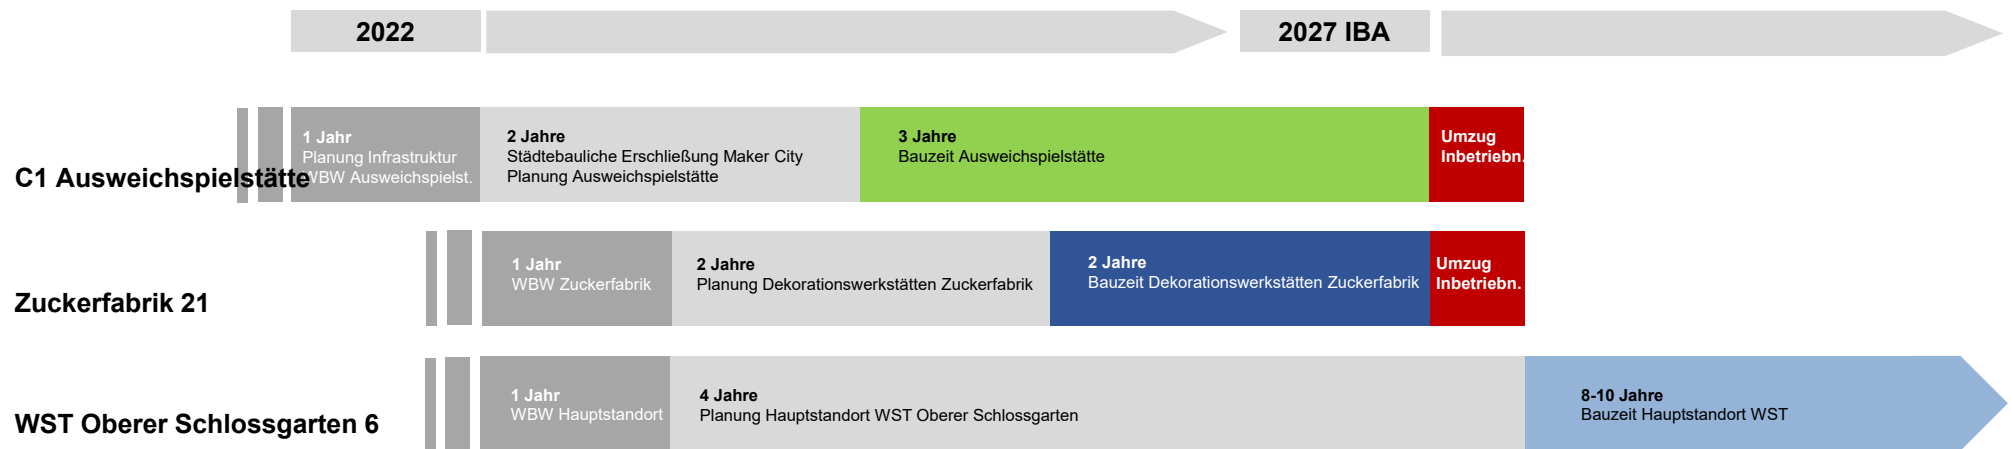 2022
2027 IBA
C1 Ausweichspielstätte
1 Jahr
Planung Infrastruktur
WBW Ausweichspielst.
2 Jahre
Städtebauliche Erschließung Maker City
Planung Ausweichspielstätte
3 Jahre
Bauzeit Ausweichspielstätte
Umzug
Inbetriebn.
Zuckerfabrik 21
1 Jahr
WBW Zuckerfabrik
2 Jahre
Planung Dekorationswerkstätten Zuckerfabrik
2 Jahre
Bauzeit Dekorationswerkstätten Zuckerfabrik
Umzug
Inbetriebn.
WST Oberer Schlossgarten 6
1 Jahr
WBW Hauptstandort
4 Jahre
Planung Hauptstandort WST Oberer Schlossgarten
8-10 Jahre
Bauzeit Hauptstandort WST